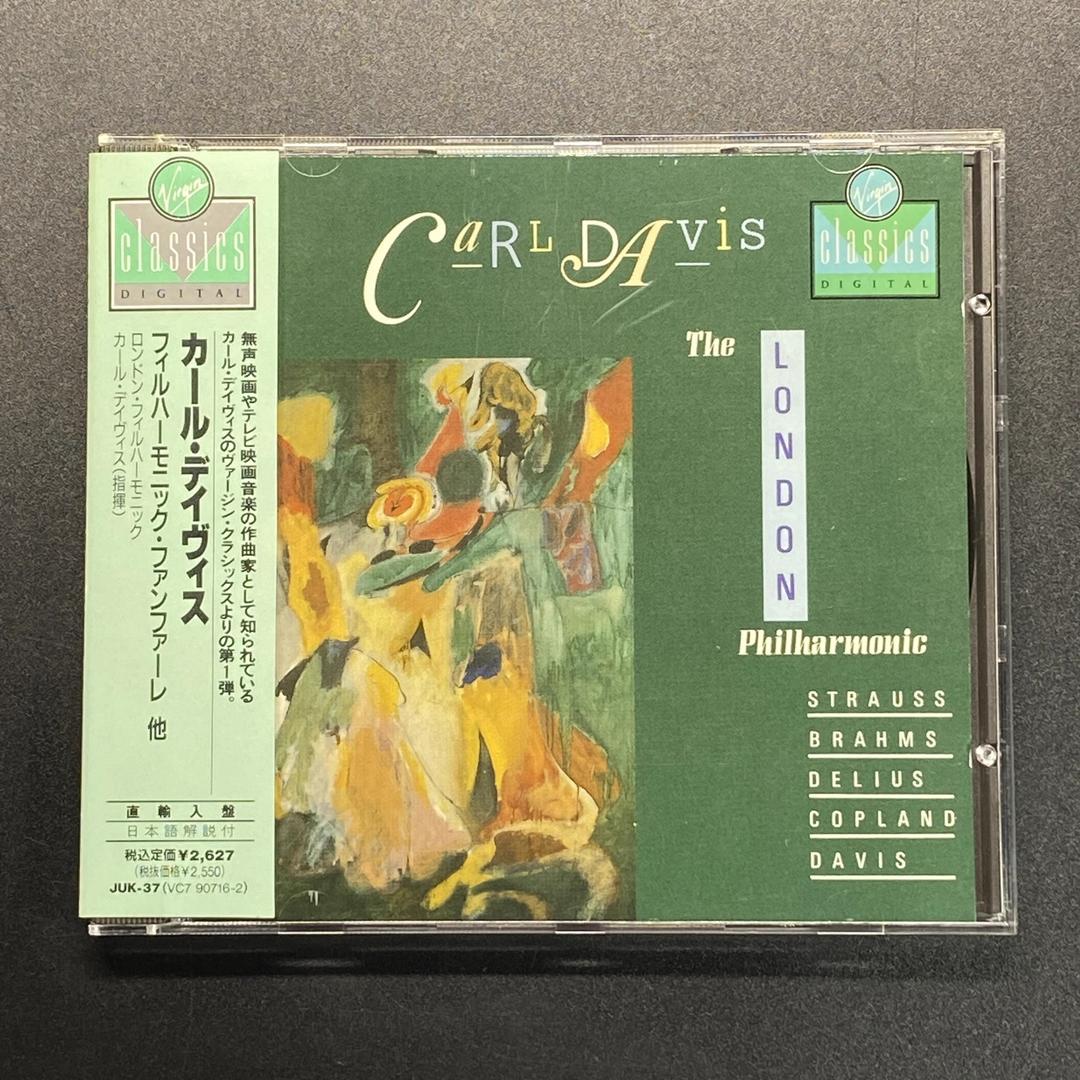 Virgin
classics
DIGITAL
無声映画やテレビ映画音楽の作曲家として知られている
カール・デイヴィスのヴァージン・クラシックスよりの第1弾。
カール・デイヴィス
フィルハーモニック・ファンファーレ 他
ロンドン・フィルハーモニック
カール・デイヴィス(指揮)
直輸入盤
日本語解説付
税込定価¥2,627
(税抜価格¥2,550)
JUK-37 (VC7 90716-2)
CaRL DAViS
Virgin
classics
DIGITAL
The
LONDON
Philharmonic
STRAUSS
BRAHMS
DELIUS
COPLAND
DAVIS